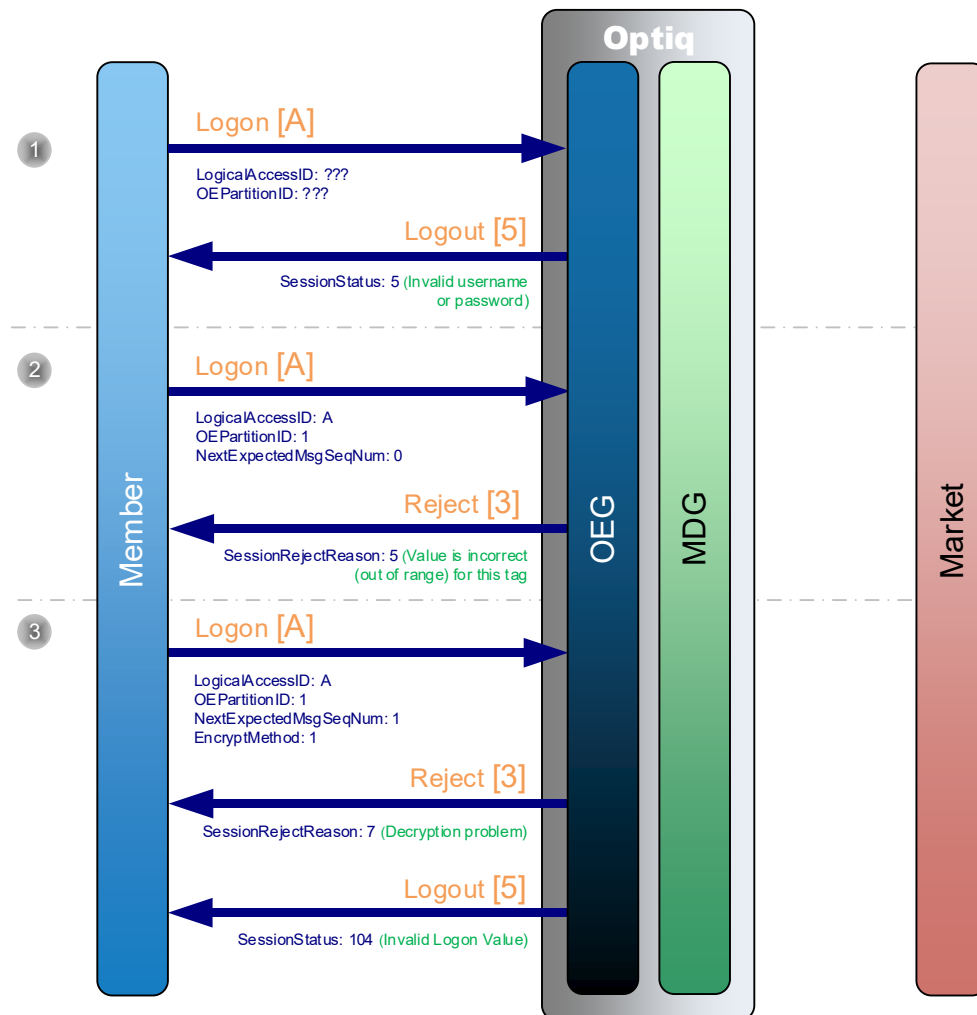 Optiq
1
Logon [A]
LogicalAccessID: ???
OEPartitionID: ???
Logout [5]
SessionStatus: 5 (Invalid username
or password)
2
Logon [A]
LogicalAccessID: A
OEPartitionID: 1
NextExpectedMsgSeqNum: 0
Reject [3]
SessionRejectReason: 5 (Value is incorrect
(out of range) for this tag
3
Logon [A]
LogicalAccessID: A
OEPartitionID: 1
NextExpectedMsgSeqNum: 1
EncryptMethod: 1
Reject [3]
SessionRejectReason: 7 (Decryption problem)
Logout [5]
SessionStatus: 104 (Invalid Logon Value)
Member
OEG
MDG
Market